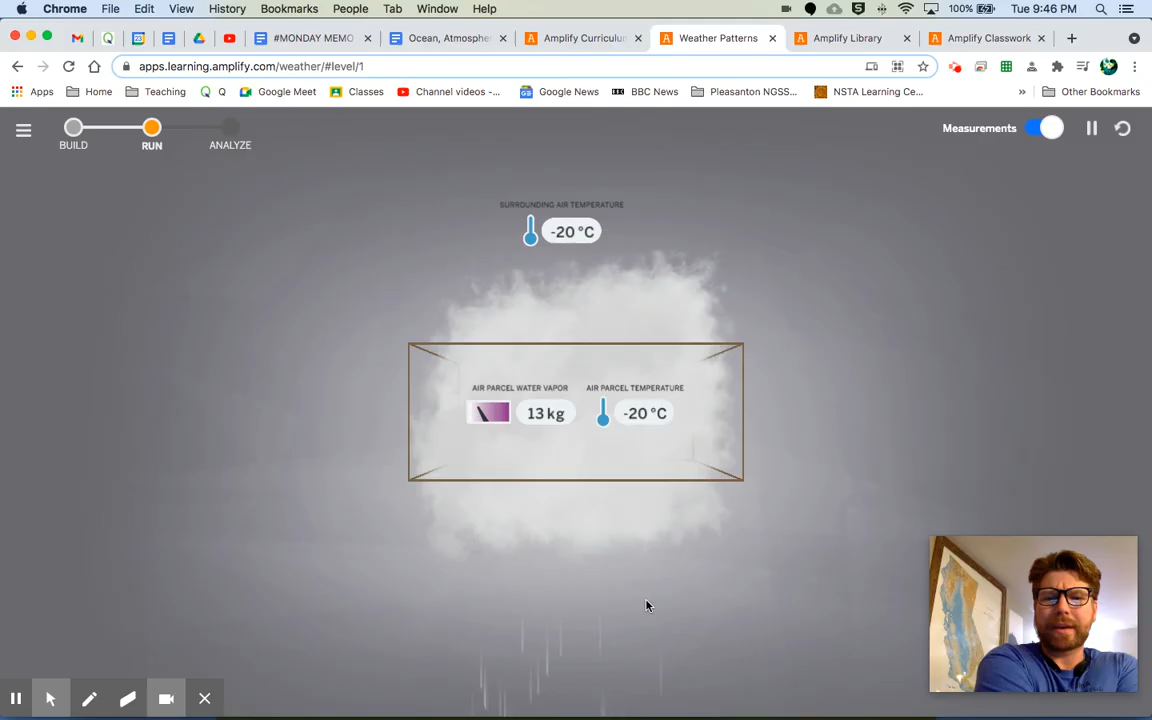 Chrome File Edit View History Bookmarks People Tab Window Help 100% Tue 9:46 PM
#MONDAY MEMO Ocean, Atmosphe Amplify Curriculum Weather Patterns Amplify Library Amplify Classwork
apps.learning.amplify.com/weather/#level/1
Apps Home Teaching Q Google Meet Classes Channel videos -... Google News BBC News Pleasanton NGSS... NSTA Learning Ce... » Other Bookmarks
BUILD RUN ANALYZE
Measurements
SURROUNDING AIR TEMPERATURE
-20 °C
AIR PARCEL WATER VAPOR AIR PARCEL TEMPERATURE
13 kg -20 °C